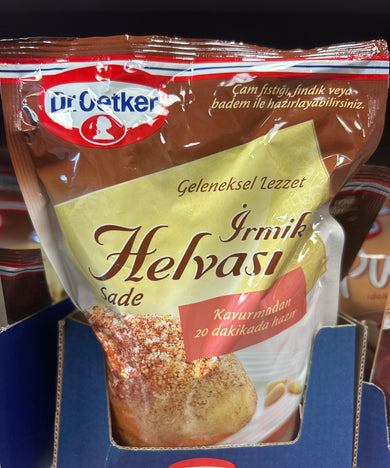 Dr. Oetker
Çam fıstığı, fındık veya
badem ile hazırlayabilirsiniz.
Geleneksel Lezzet
İrmik
Helvası
Sade
Kavurmadan
20 dakikada hazır